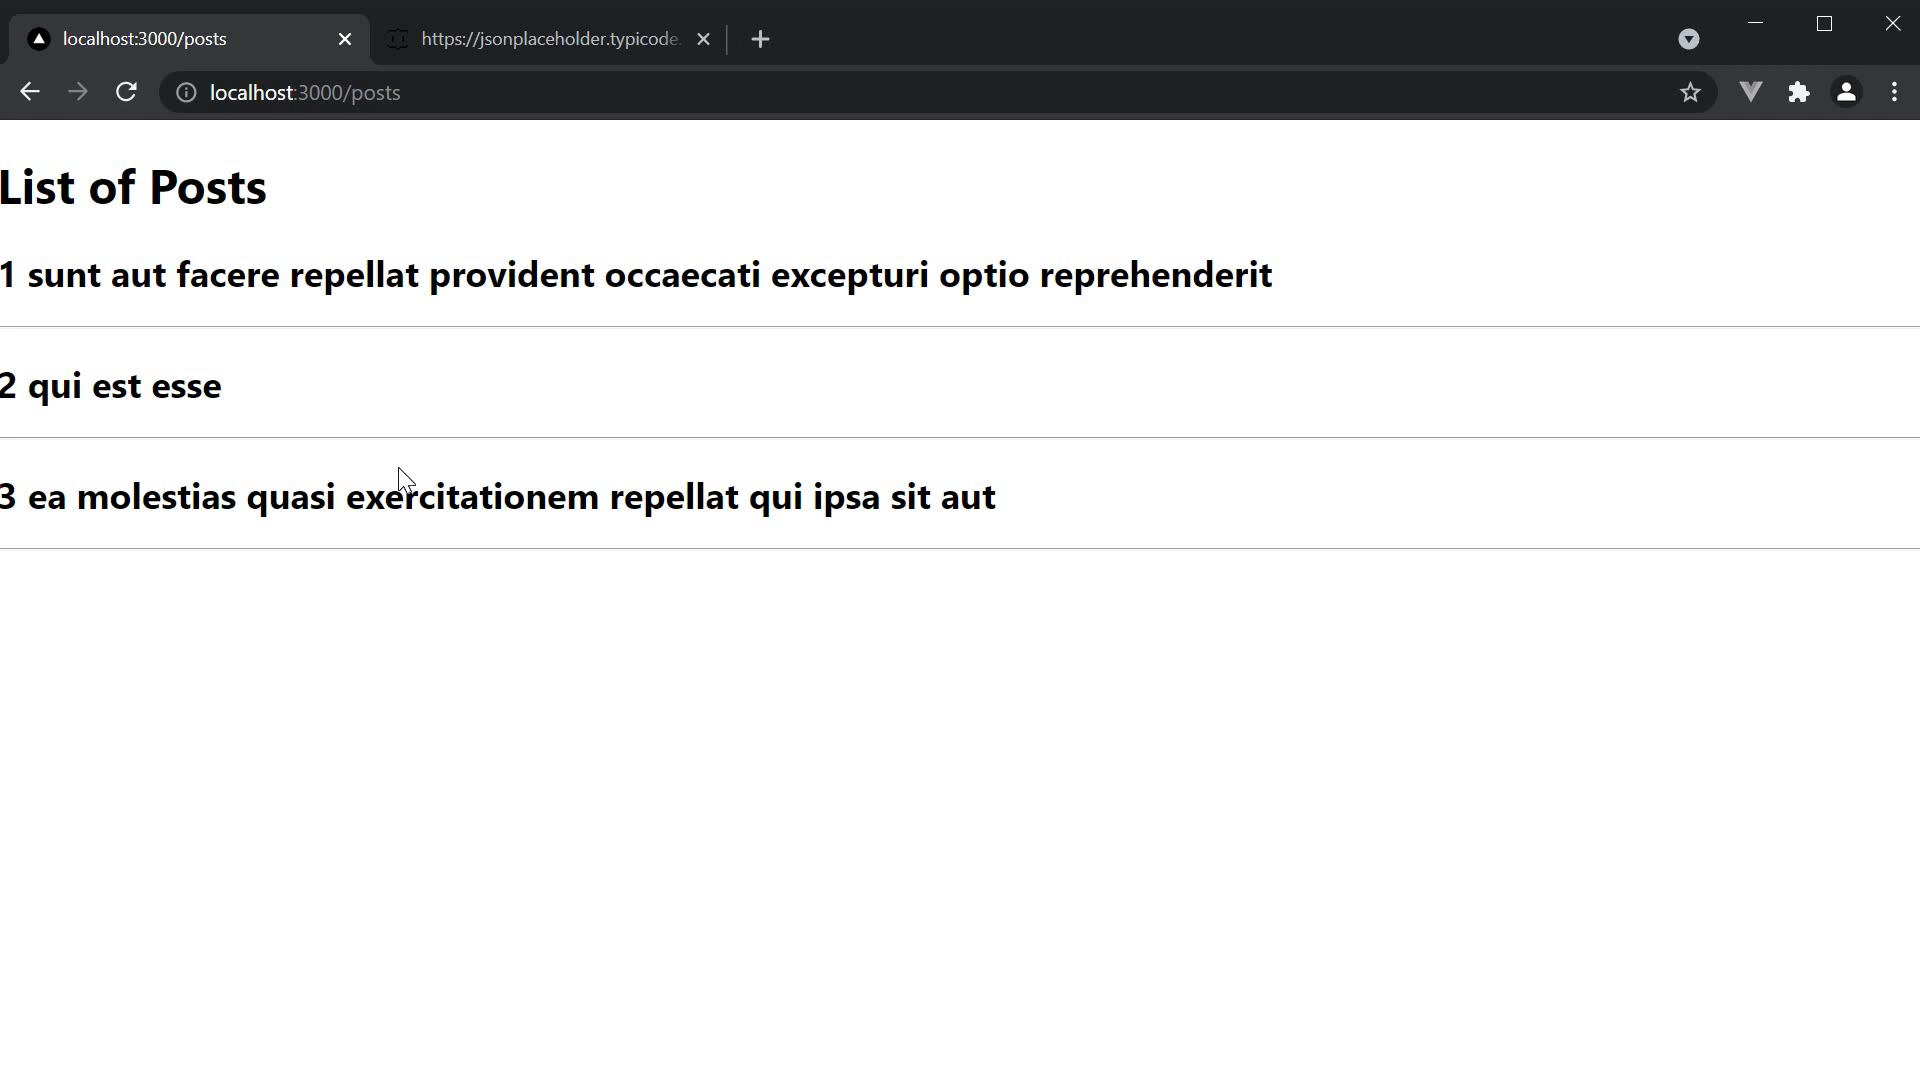 localhost:3000/posts
https://jsonplaceholder.typicode.
localhost:3000/posts
List of Posts
1 sunt aut facere repellat provident occaecati excepturi optio reprehenderit
2 qui est esse
3 ea molestias quasi exercitationem repellat qui ipsa sit aut